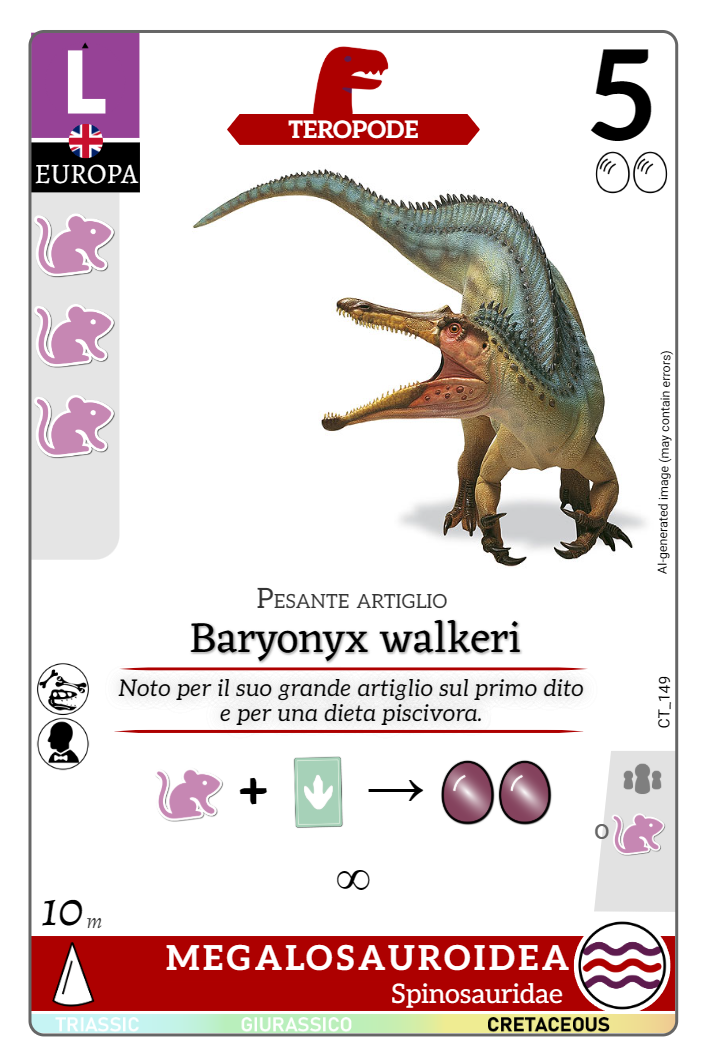 L
EUROPA
TEROPODE
5
AI-generated image (may contain errors)
PESANTE ARTIGLIO
Baryonyx walkeri
Noto per il suo grande artiglio sul primo dito
e per una dieta piscivora.
CT_149
+ → 
∞
O
10 m
MEGALOSAUROIDEA
Spinosauridae
TRIASSIC GIURASSICO CRETACEOUS